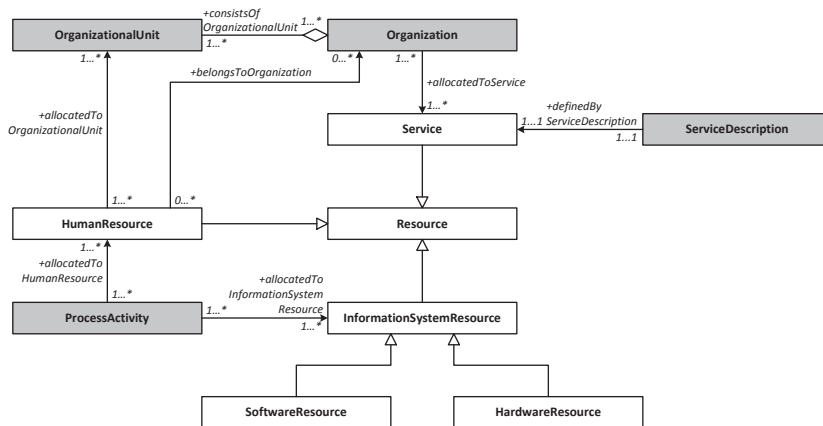 +consistsOf
OrganizationalUnit
1...*
1...*
OrganizationalUnit
Organization
1...*
0...*
1...*
+belongsToOrganization
+allocatedToService
+allocatedTo
OrganizationalUnit
1...*
+definedBy
ServiceDescription
1...1
1...1
Service
ServiceDescription
1...*
0...*
HumanResource
Resource
1...*
+allocatedTo
HumanResource
1...*
+allocatedTo
InformationSystem
Resource
1...*
1...*
ProcessActivity
InformationSystemResource
SoftwareResource
HardwareResource